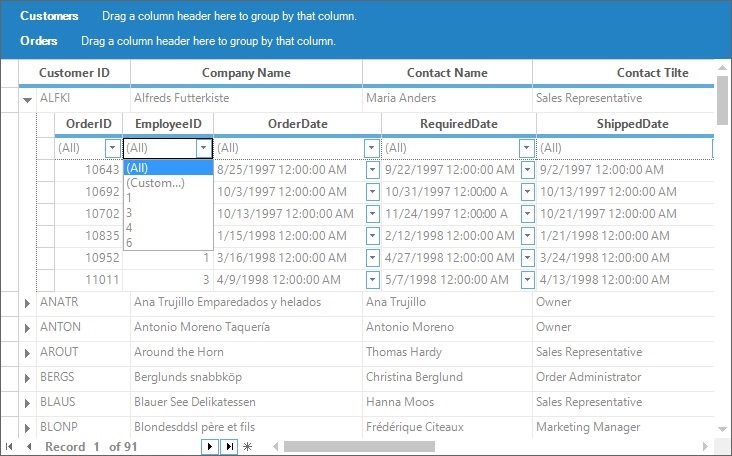 Customers Drag a column header here to group by that column.
Orders Drag a column header here to group by that column.
Customer ID Company Name Contact Name Contact Tilte
ALFKI Alfreds Futterkiste Maria Anders Sales Representative
OrderID EmployeeID OrderDate RequiredDate ShippedDate
(All) (All) (All) (All) (All)
10643 (All) 8/25/1997 12:00:00 AM 9/22/1997 12:00:00 AM 9/2/1997 12:00:00 AM
10692 (Custom...) 10/3/1997 12:00:00 AM 10/31/1997 12:00:00 A 10/13/1997 12:00:00 AM
1
10702 3 10/13/1997 12:00:00 AM 11/24/1997 12:00:00 A 10/21/1997 12:00:00 AM
10835 4 1/15/1998 12:00:00 AM 2/12/1998 12:00:00 AM 1/21/1998 12:00:00 AM
6
10952 1 3/16/1998 12:00:00 AM 4/27/1998 12:00:00 AM 3/24/1998 12:00:00 AM
11011 3 4/9/1998 12:00:00 AM 5/7/1998 12:00:00 AM 4/13/1998 12:00:00 AM
ANATR Ana Trujillo Emparedados y helados Ana Trujillo Owner
ANTON Antonio Moreno Taquería Antonio Moreno Owner
AROUT Around the Horn Thomas Hardy Sales Representative
BERGS Berglunds snabbköp Christina Berglund Order Administrator
BLAUS Blauer See Delikatessen Hanna Moos Sales Representative
BLONP Blondesddsl père et fils Frédérique Citeaux Marketing Manager
Record 1 of 91